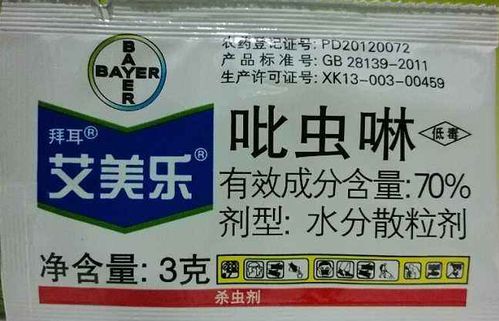 农药登记证号: PD20120072
产品标准号: GB 28139-2011
生产许可证号: XK13-003-00459
BAYER
BAYER
拜耳®
艾美乐®
吡虫啉
低毒
有效成分含量: 70%
剂型: 水分散粒剂
净含量: 3克
杀虫剂